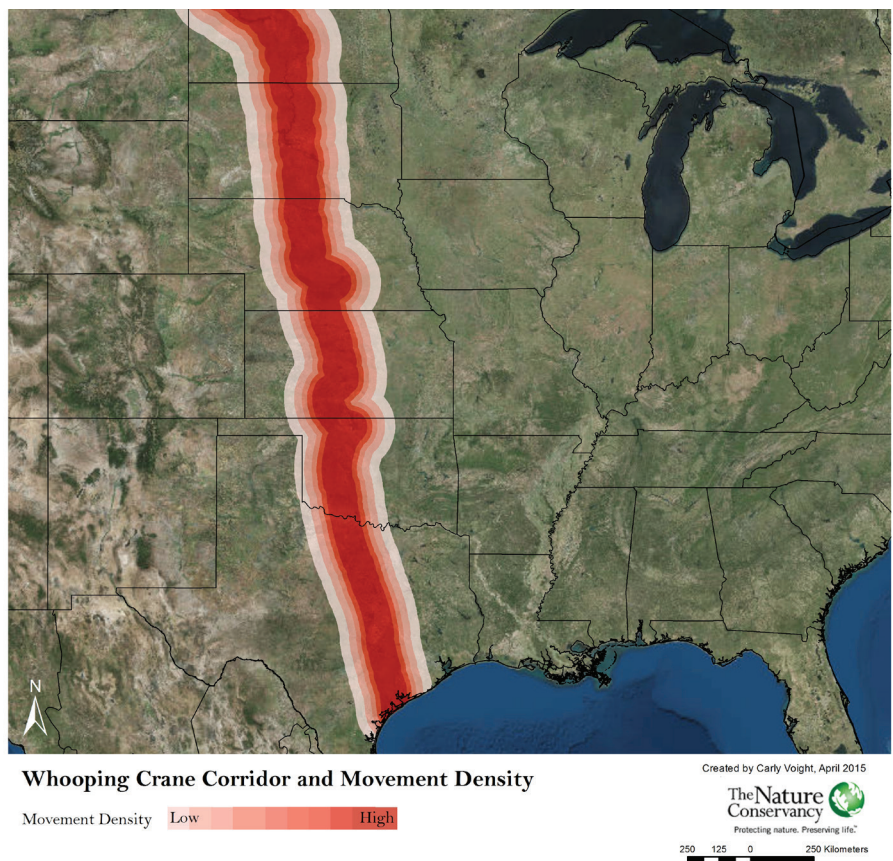 N
Whooping Crane Corridor and Movement Density
Movement Density Low High
Created by Carly Voight, April 2015
The Nature
Conservancy
Protecting nature. Preserving life.™
250 125 0 250 Kilometers